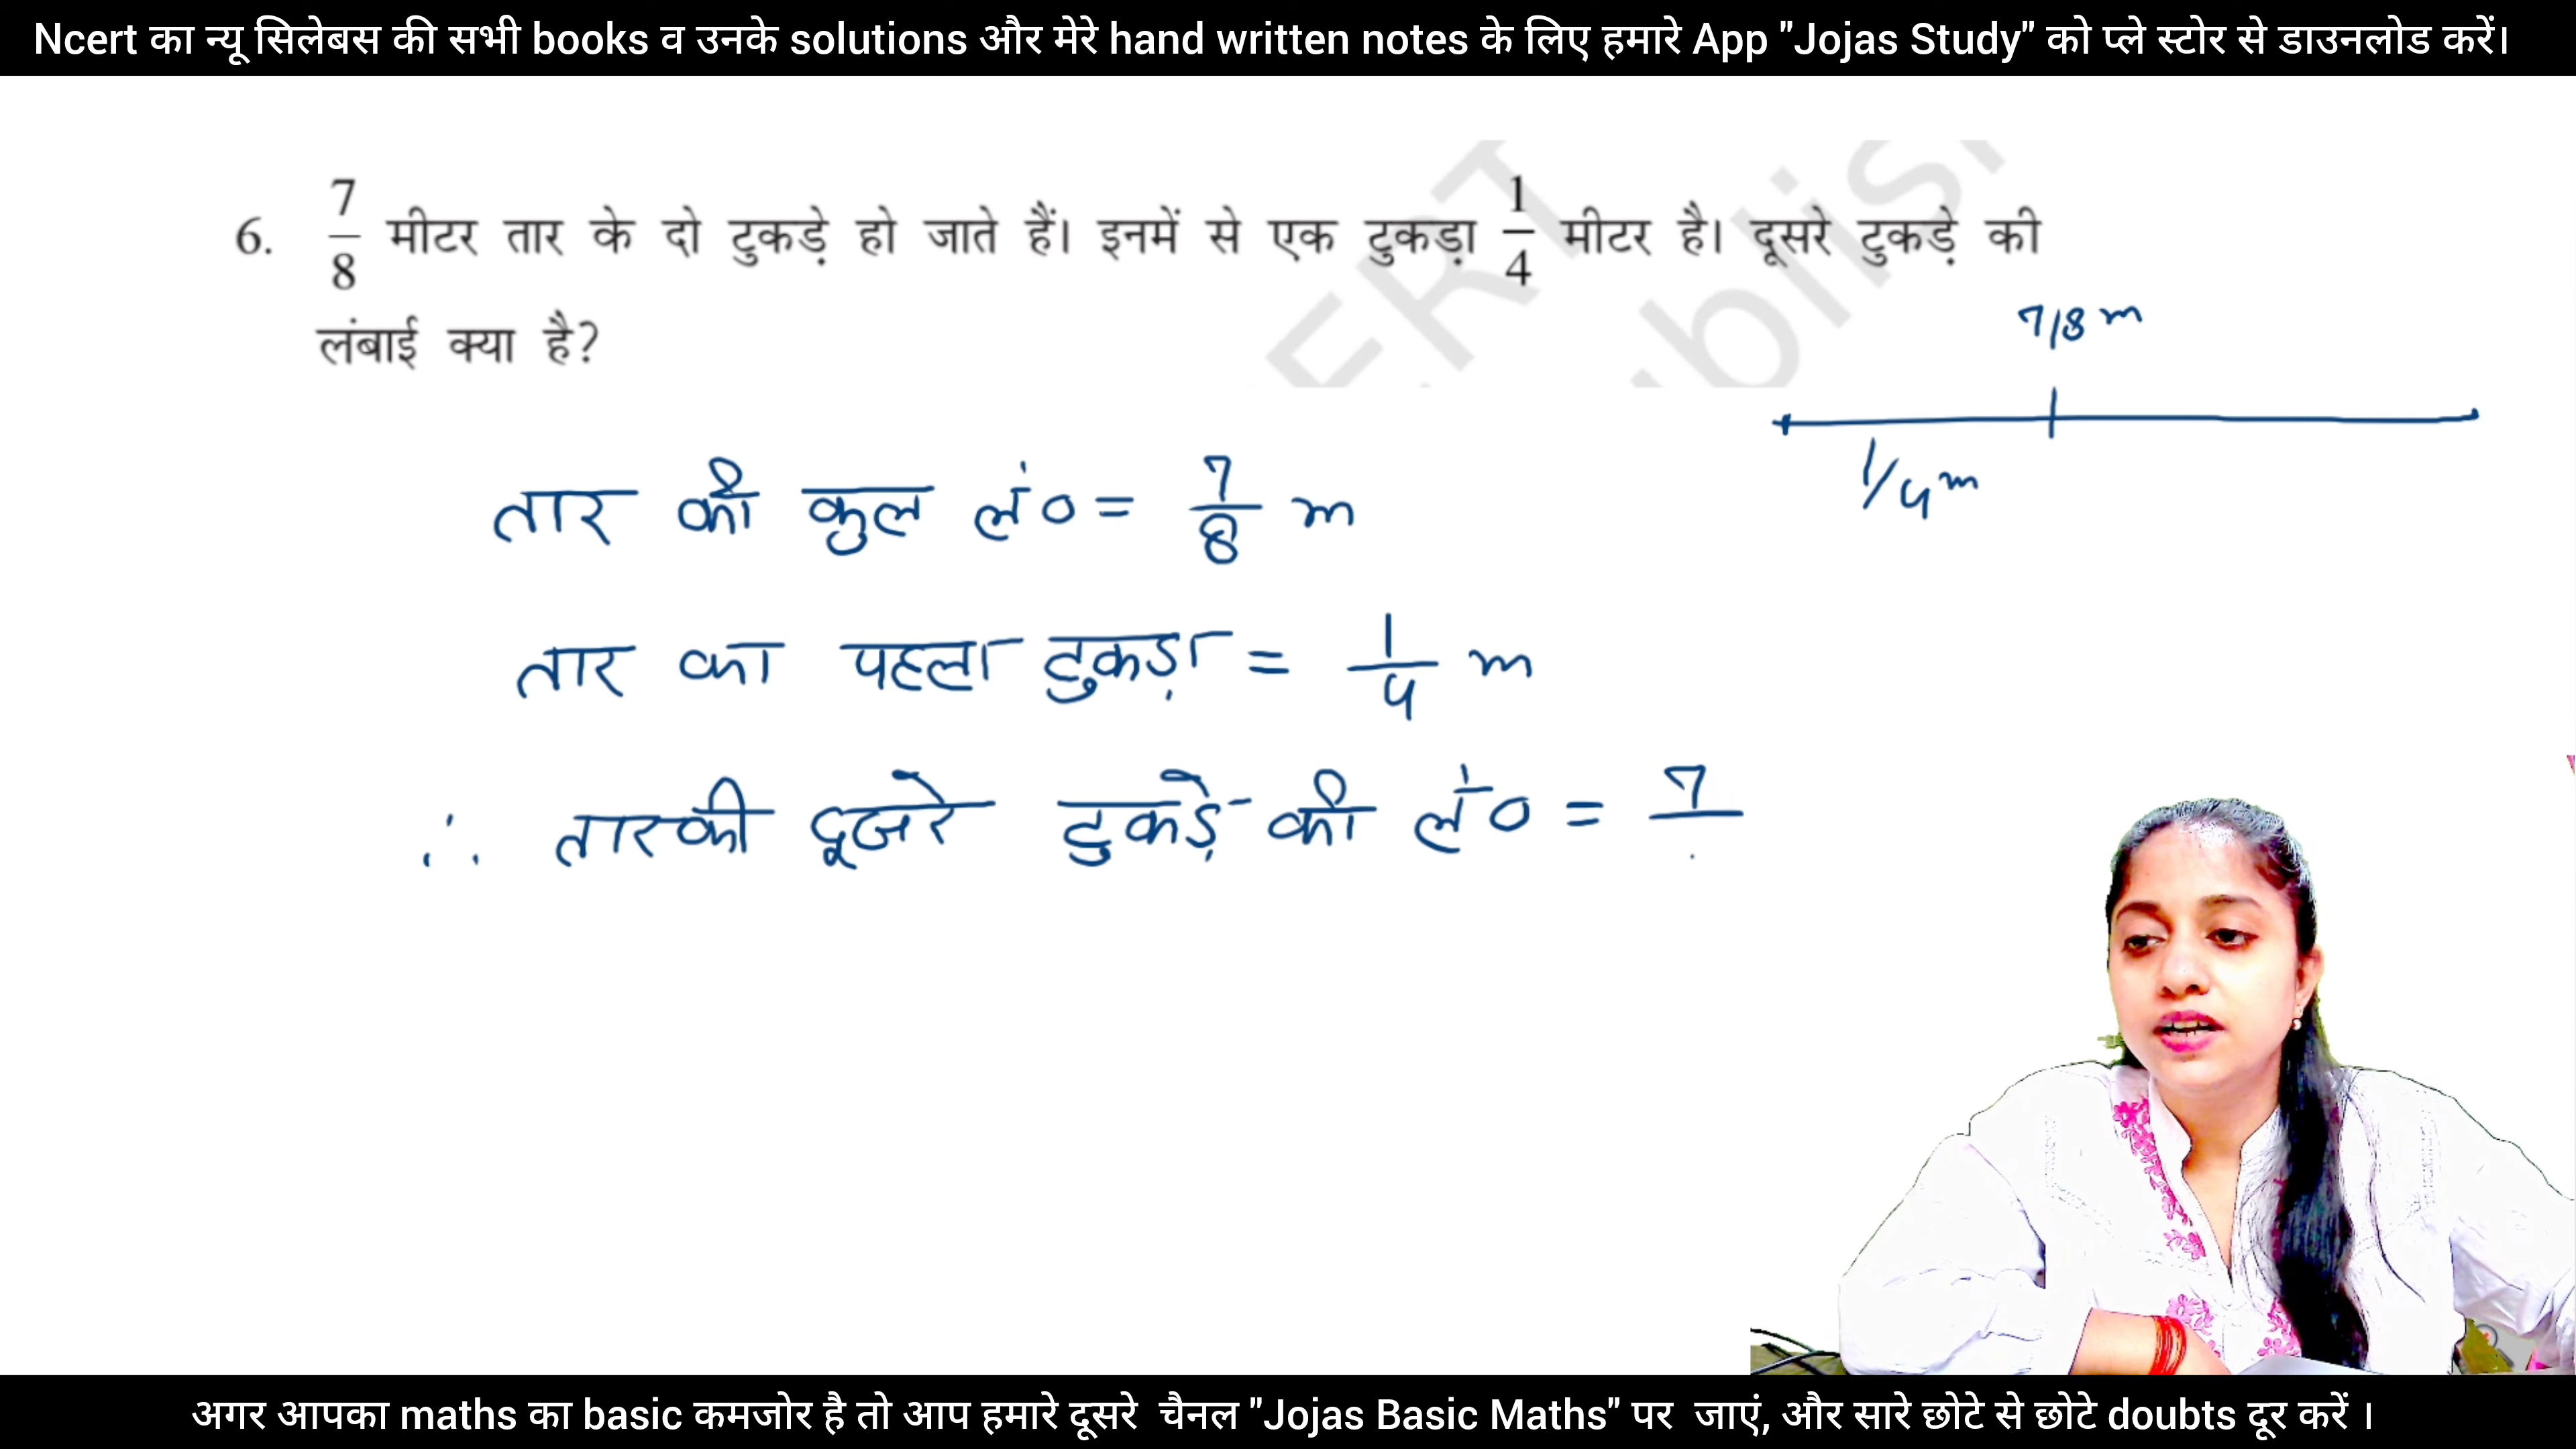 Ncert का न्यू सिलेबस की सभी books व उनके solutions और मेरे hand written notes के लिए हमारे App "Jojas Study" को प्ले स्टोर से डाउनलोड करें।
6. 7/8 मीटर तार के दो टुकड़े हो जाते हैं। इनमें से एक टुकड़ा 1/4 मीटर है। दूसरे टुकड़े की
लंबाई क्या है?
7/8 m
1/4 m
तार की कुल लं० = 7/8 m
तार का पहला टुकड़ा = 1/4 m
∴ तार की दूसरे टुकड़े की लं० = 7
अगर आपका maths का basic कमजोर है तो आप हमारे दूसरे चैनल "Jojas Basic Maths" पर जाएं, और सारे छोटे से छोटे doubts दूर करें ।